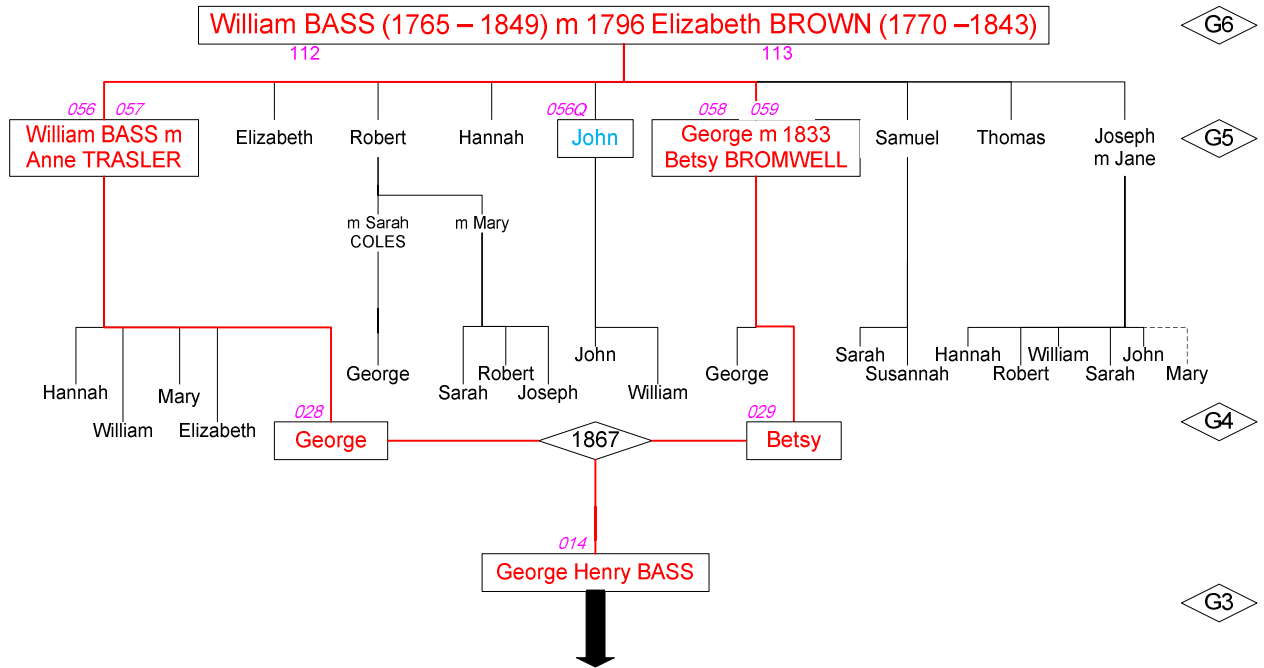 William BASS (1765 – 1849) m 1796 Elizabeth BROWN (1770 –1843)
G6
112
113
056 057
056Q
058 059
William BASS m
Anne TRASLER
Elizabeth
Robert
Hannah
John
George m 1833
Betsy BROMWELL
Samuel
Thomas
Joseph
m Jane
G5
m Sarah
COLES
m Mary
Hannah
William
Mary
Elizabeth
George
Sarah
Robert
Joseph
John
William
George
Sarah
Susannah
Hannah
Robert
William
Sarah
John
Mary
028
029
George
1867
Betsy
G4
014
George Henry BASS
G3